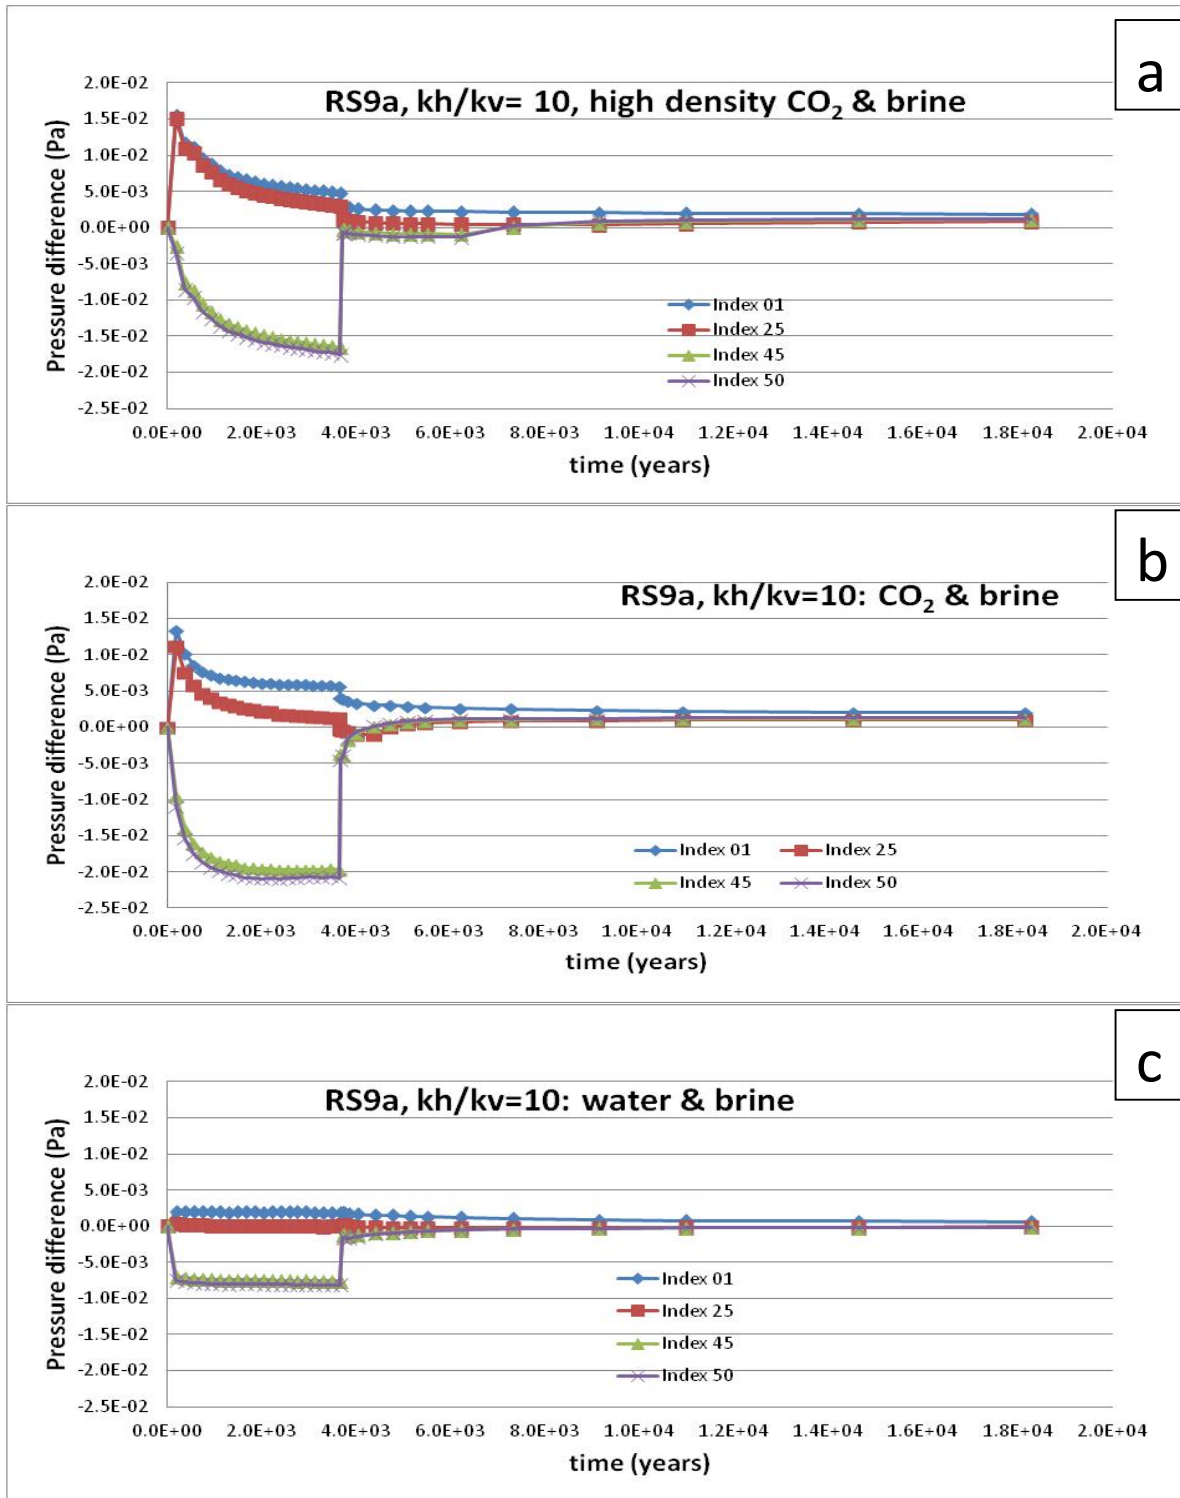 a
RS9a, kh/kv= 10, high density CO₂ & brine
Pressure difference (Pa)
2.0E-02
1.5E-02
1.0E-02
5.0E-03
0.0E+00
-5.0E-03
-1.0E-02
-1.5E-02
-2.0E-02
-2.5E-02
Index 01
Index 25
Index 45
Index 50
0.0E+00 2.0E+03 4.0E+03 6.0E+03 8.0E+03 1.0E+04 1.2E+04 1.4E+04 1.6E+04 1.8E+04 2.0E+04
time (years)
b
RS9a, kh/kv=10: CO₂ & brine
Pressure difference (Pa)
2.0E-02
1.5E-02
1.0E-02
5.0E-03
0.0E+00
-5.0E-03
-1.0E-02
-1.5E-02
-2.0E-02
-2.5E-02
Index 01 Index 25
Index 45 Index 50
0.0E+00 2.0E+03 4.0E+03 6.0E+03 8.0E+03 1.0E+04 1.2E+04 1.4E+04 1.6E+04 1.8E+04 2.0E+04
time (years)
c
RS9a, kh/kv=10: water & brine
Pressure difference (Pa)
2.0E-02
1.5E-02
1.0E-02
5.0E-03
0.0E+00
-5.0E-03
-1.0E-02
-1.5E-02
-2.0E-02
-2.5E-02
Index 01
Index 25
Index 45
Index 50
0.0E+00 2.0E+03 4.0E+03 6.0E+03 8.0E+03 1.0E+04 1.2E+04 1.4E+04 1.6E+04 1.8E+04 2.0E+04
time (years)